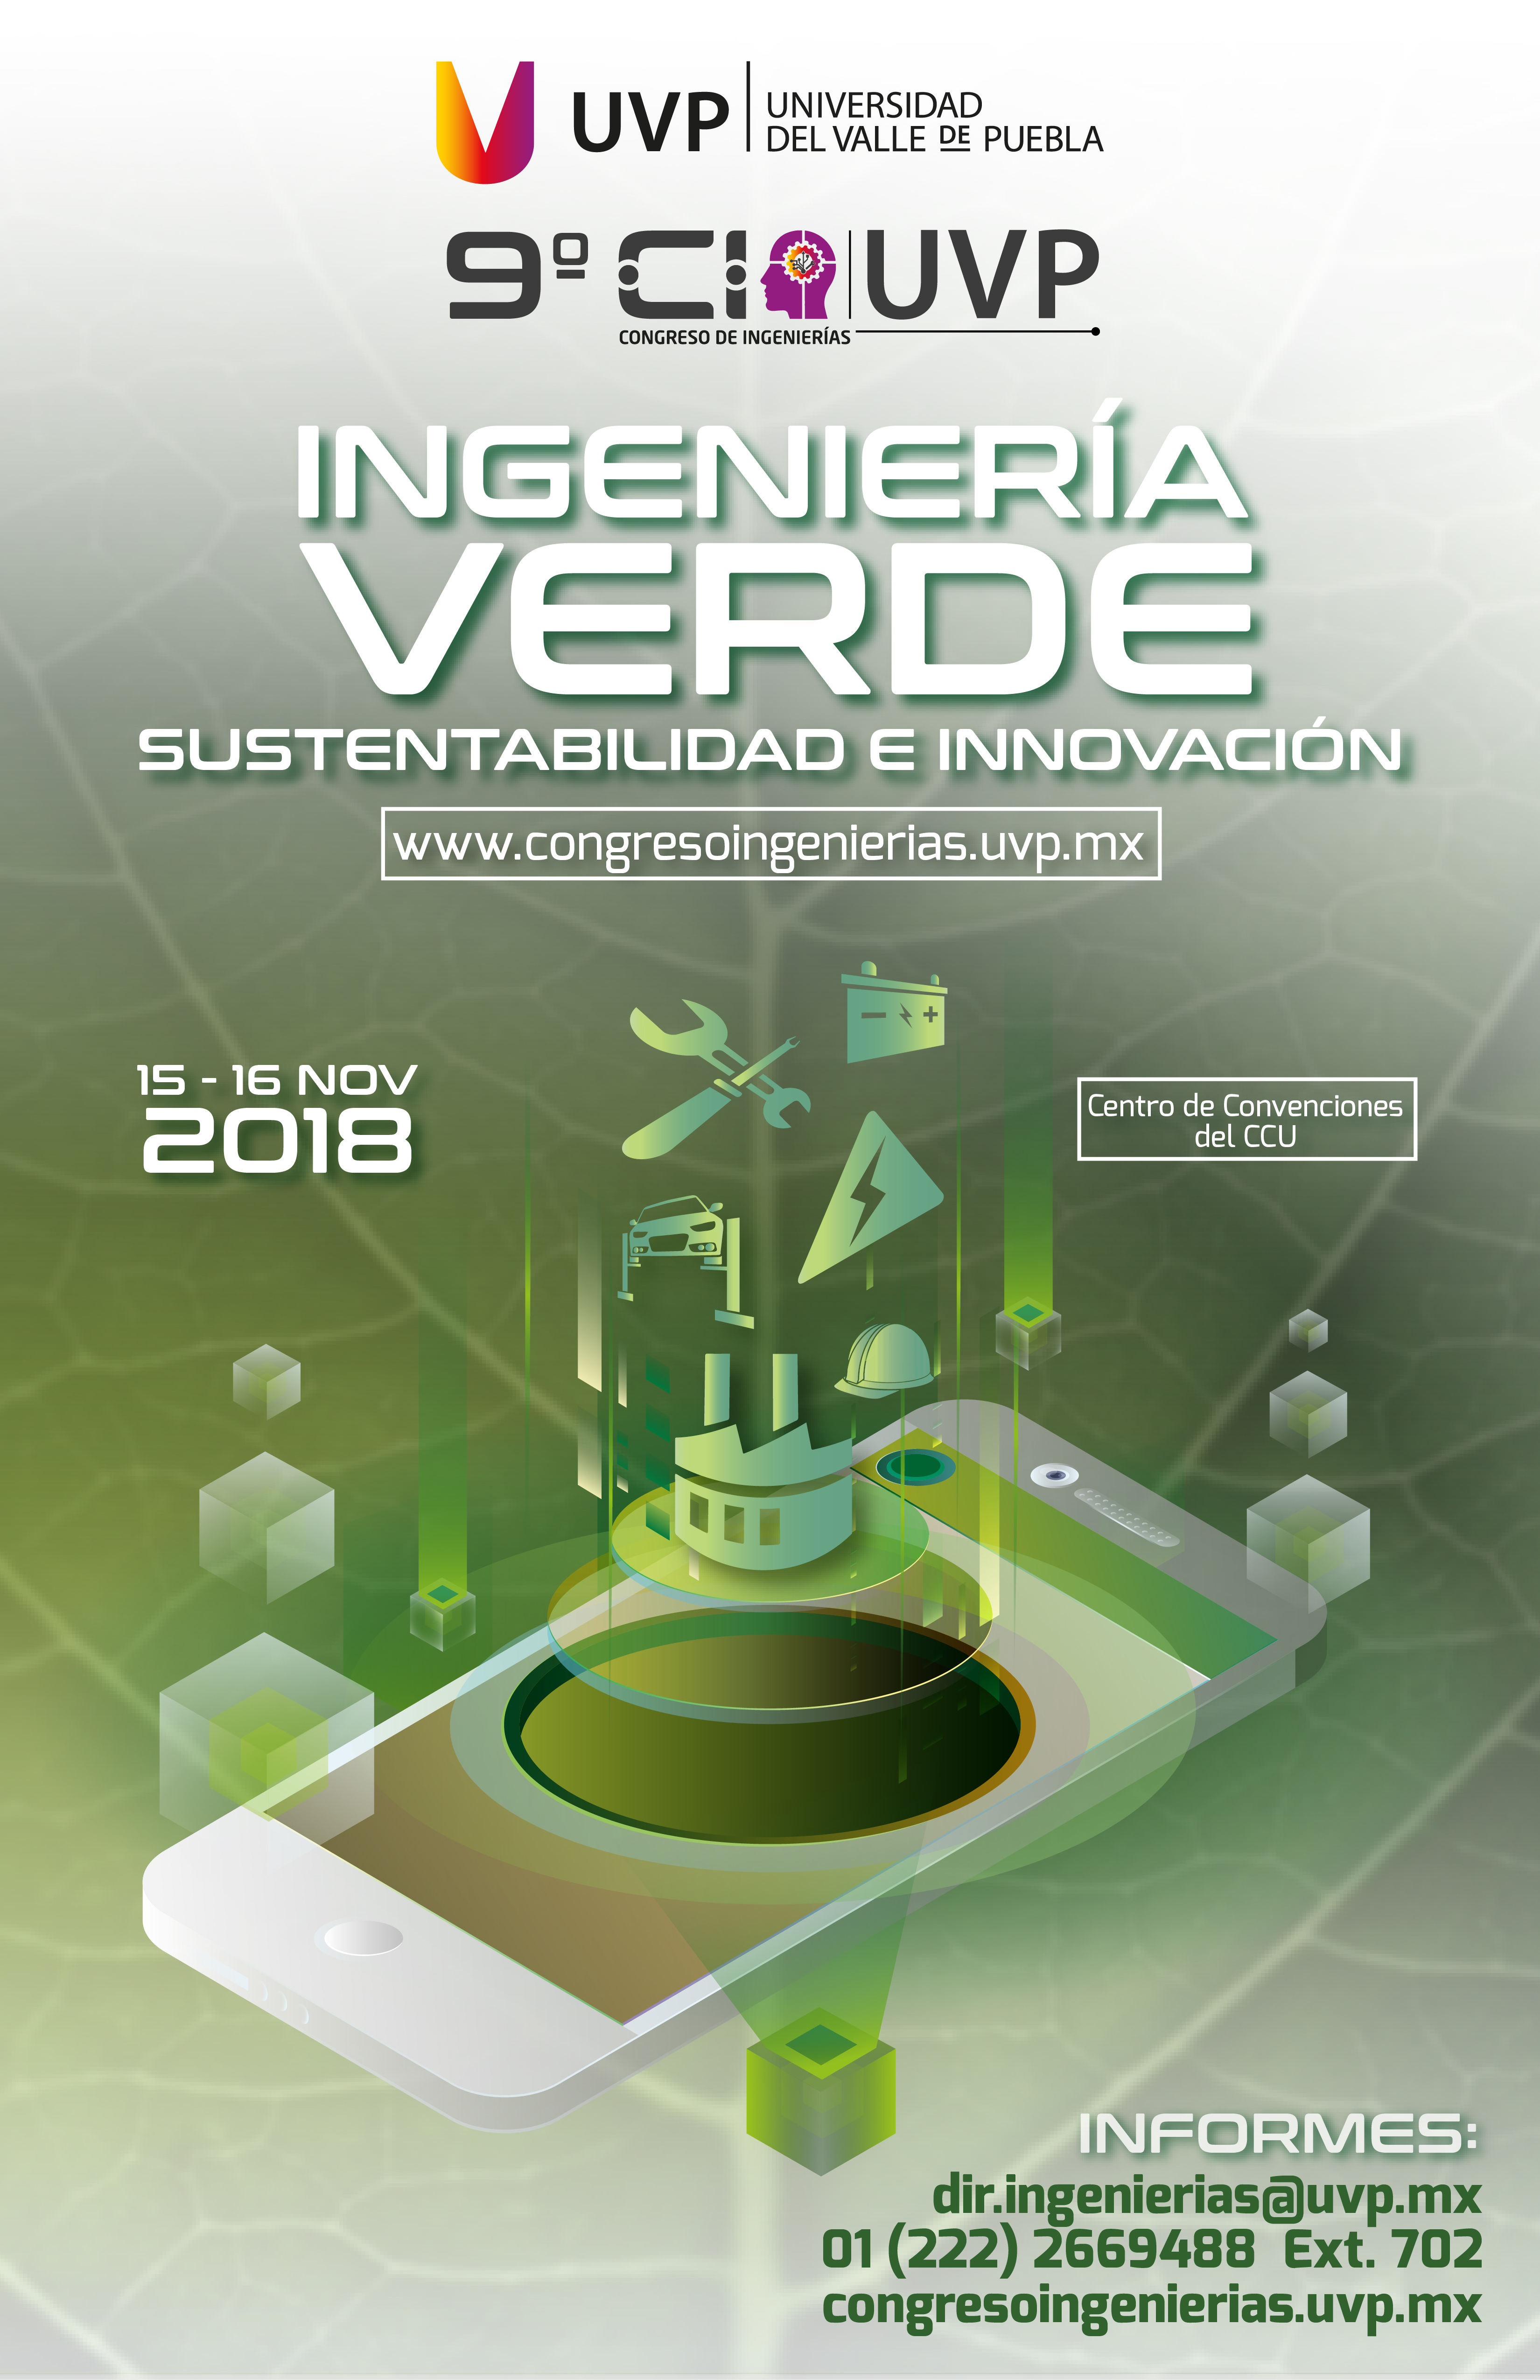 UVP
UNIVERSIDAD
DEL VALLE DE PUEBLA
9º CI UVP
CONGRESO DE INGENIERÍAS
INGENIERÍA
VERDE
SUSTENTABILIDAD E INNOVACIÓN
www.congresoingenierias.uvp.mx
15 - 16 NOV
2018
Centro de Convenciones
del CCU
INFORMES:
dir.ingenierias@uvp.mx
01 (222) 2669488 Ext. 702
congresoingenierias.uvp.mx